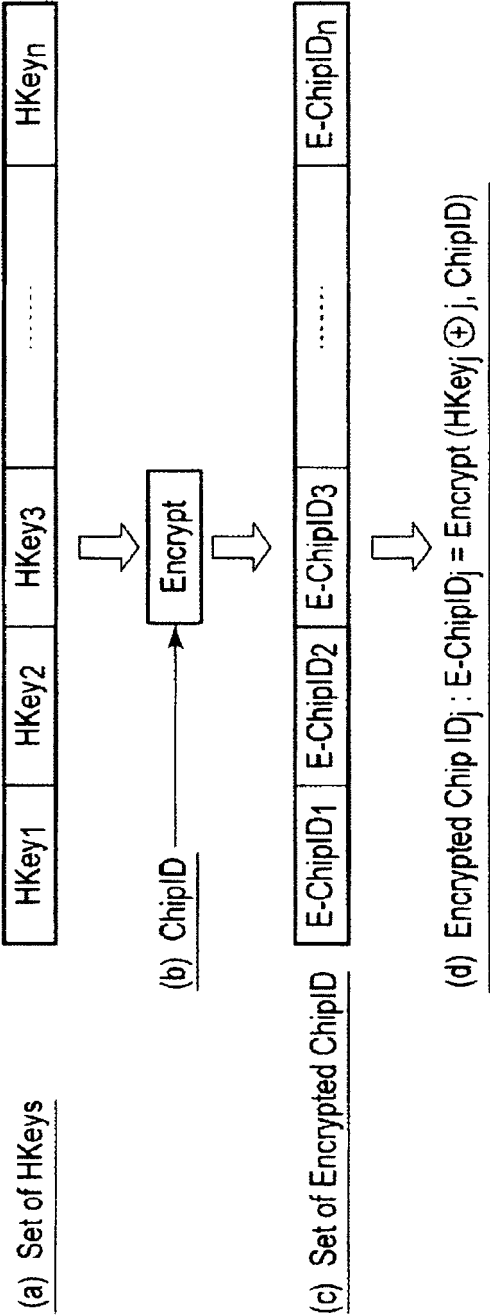 (a) Set of HKeys
HKey1 HKey2 HKey3 ....... HKeyn
(b) ChipID
Encrypt
(c) Set of Encrypted ChipID
E-ChipID1 E-ChipID2 E-ChipID3 ....... E-ChipIDn
(d) Encrypted Chip IDj : E-ChipIDj = Encrypt (HKeyj ⊕ j, ChipID)